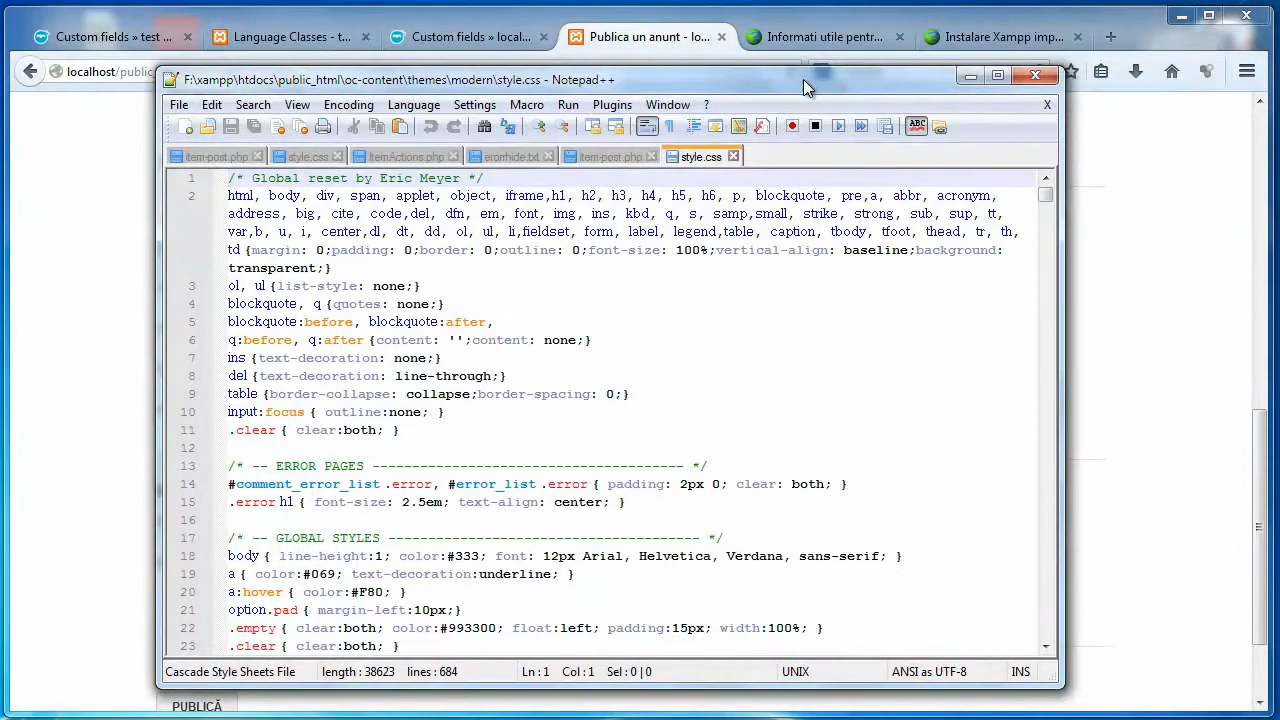 Custom fields » test ...
Language Classes - t...
Custom fields » local...
Publica un anunt - lo...
Informati utile pentr...
Instalare Xampp imp...
localhost/public
F:\xampp\htdocs\public_html\oc-content\themes\modern\style.css - Notepad++
File Edit Search View Encoding Language Settings Macro Run Plugins Window ? X
item-post.php style.css ItemActions.php errorhide.txt item-post.php style.css
1 /* Global reset by Eric Meyer */
2 html, body, div, span, applet, object, iframe,h1, h2, h3, h4, h5, h6, p, blockquote, pre,a, abbr, acronym,
address, big, cite, code,del, dfn, em, font, img, ins, kbd, q, s, samp,small, strike, strong, sub, sup, tt,
var,b, u, i, center,dl, dt, dd, ol, ul, li,fieldset, form, label, legend,table, caption, tbody, tfoot, thead, tr, th,
td {margin: 0;padding: 0;border: 0;outline: 0;font-size: 100%;vertical-align: baseline;background:
transparent;}
3 ol, ul {list-style: none;}
4 blockquote, q {quotes: none;}
5 blockquote:before, blockquote:after,
6 q:before, q:after {content: '';content: none;}
7 ins {text-decoration: none;}
8 del {text-decoration: line-through;}
9 table {border-collapse: collapse;border-spacing: 0;}
10 input:focus { outline:none; }
11 .clear { clear:both; }
12
13 /* -- ERROR PAGES --------------------------------------- */
14 #comment_error_list .error, #error_list .error { padding: 2px 0; clear: both; }
15 .error h1 { font-size: 2.5em; text-align: center; }
16
17 /* -- GLOBAL STYLES --------------------------------------- */
18 body { line-height:1; color:#333; font: 12px Arial, Helvetica, Verdana, sans-serif; }
19 a { color:#069; text-decoration:underline; }
20 a:hover { color:#F80; }
21 option.pad { margin-left:10px;}
22 .empty { clear:both; color:#993300; float:left; padding:15px; width:100%; }
23 .clear { clear:both; }
Cascade Style Sheets File length : 38623 lines : 684 Ln : 1 Col : 1 Sel : 0 | 0 UNIX ANSI as UTF-8 INS
PUBLICĂ